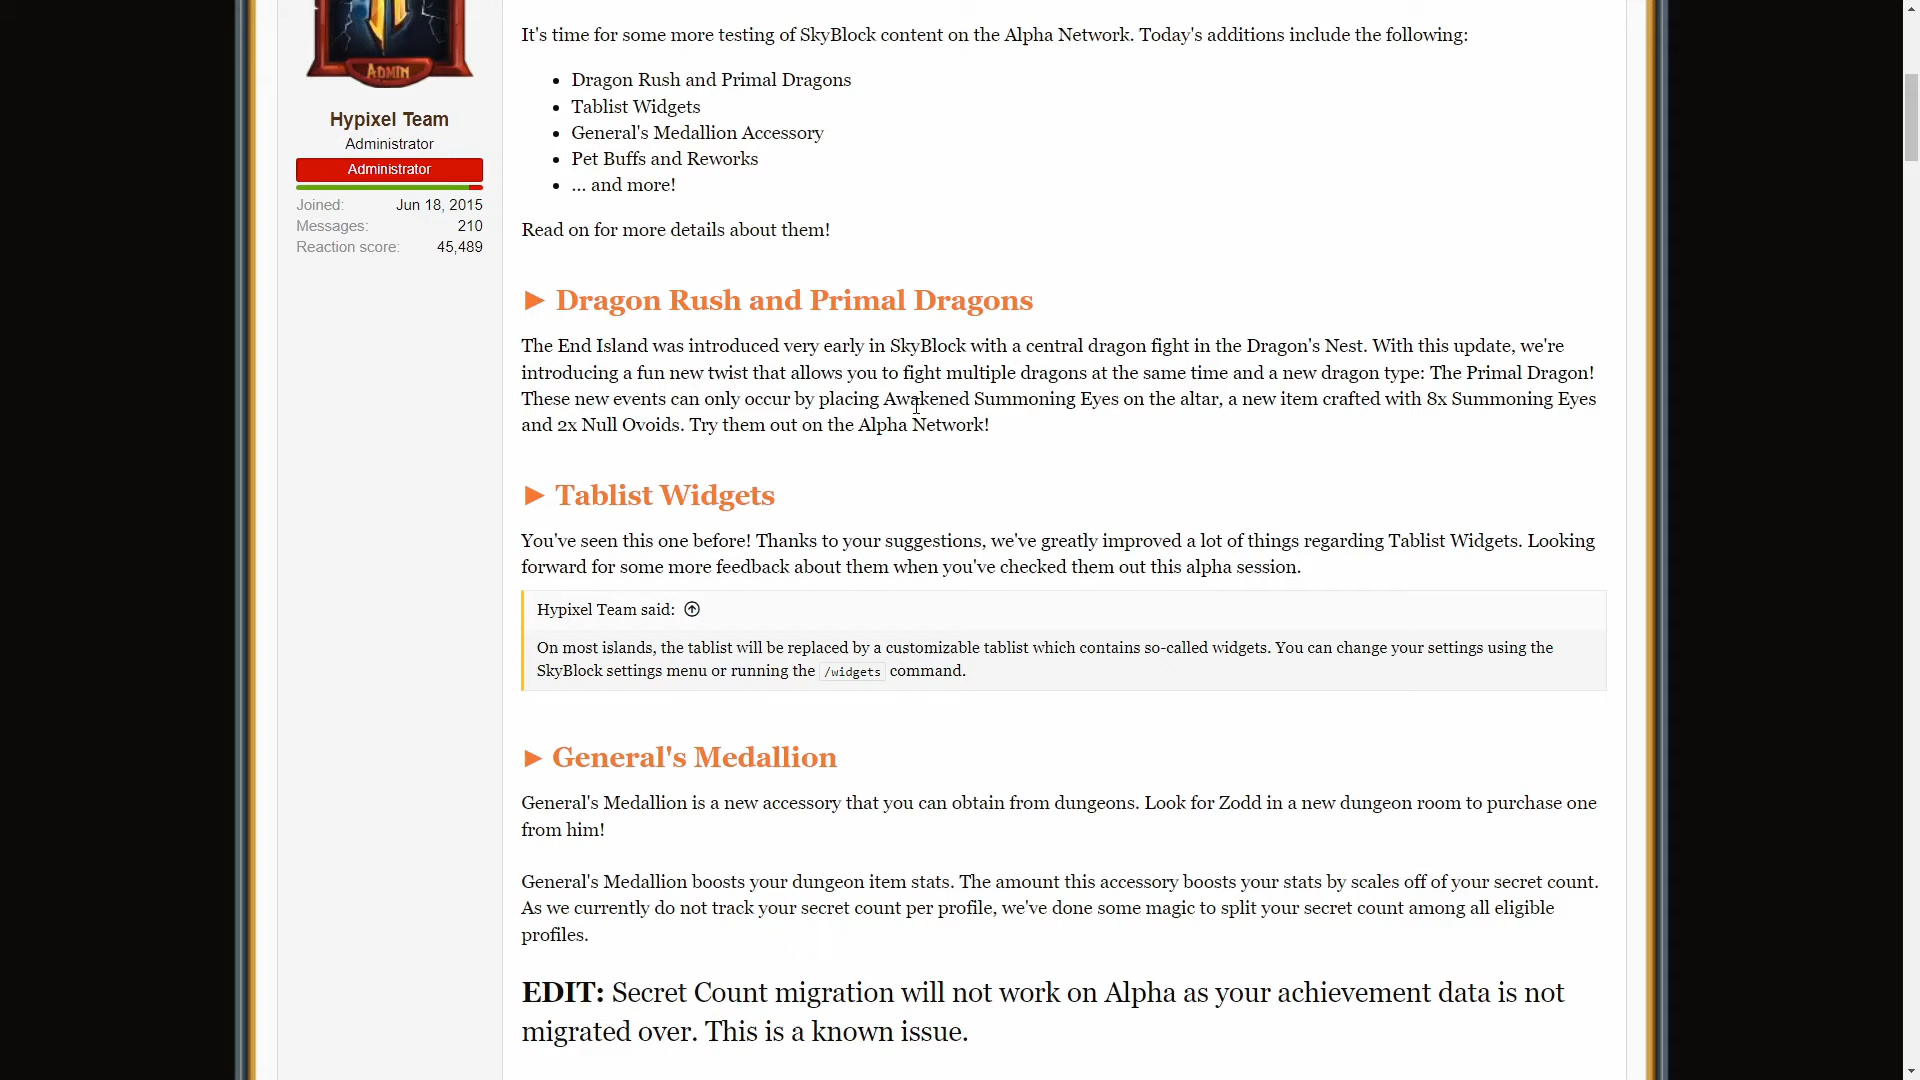 ADMIN
Hypixel Team
Administrator
Administrator
Joined: Jun 18, 2015
Messages: 210
Reaction score: 45,489
It's time for some more testing of SkyBlock content on the Alpha Network. Today's additions include the following:
• Dragon Rush and Primal Dragons
• Tablist Widgets
• General's Medallion Accessory
• Pet Buffs and Reworks
• ... and more!
Read on for more details about them!
► Dragon Rush and Primal Dragons
The End Island was introduced very early in SkyBlock with a central dragon fight in the Dragon's Nest. With this update, we're
introducing a fun new twist that allows you to fight multiple dragons at the same time and a new dragon type: The Primal Dragon!
These new events can only occur by placing Awakened Summoning Eyes on the altar, a new item crafted with 8x Summoning Eyes
and 2x Null Ovoids. Try them out on the Alpha Network!
► Tablist Widgets
You've seen this one before! Thanks to your suggestions, we've greatly improved a lot of things regarding Tablist Widgets. Looking
forward for some more feedback about them when you've checked them out this alpha session.
Hypixel Team said:
On most islands, the tablist will be replaced by a customizable tablist which contains so-called widgets. You can change your settings using the
SkyBlock settings menu or running the /widgets command.
► General's Medallion
General's Medallion is a new accessory that you can obtain from dungeons. Look for Zodd in a new dungeon room to purchase one
from him!
General's Medallion boosts your dungeon item stats. The amount this accessory boosts your stats by scales off of your secret count.
As we currently do not track your secret count per profile, we've done some magic to split your secret count among all eligible
profiles.
EDIT: Secret Count migration will not work on Alpha as your achievement data is not
migrated over. This is a known issue.